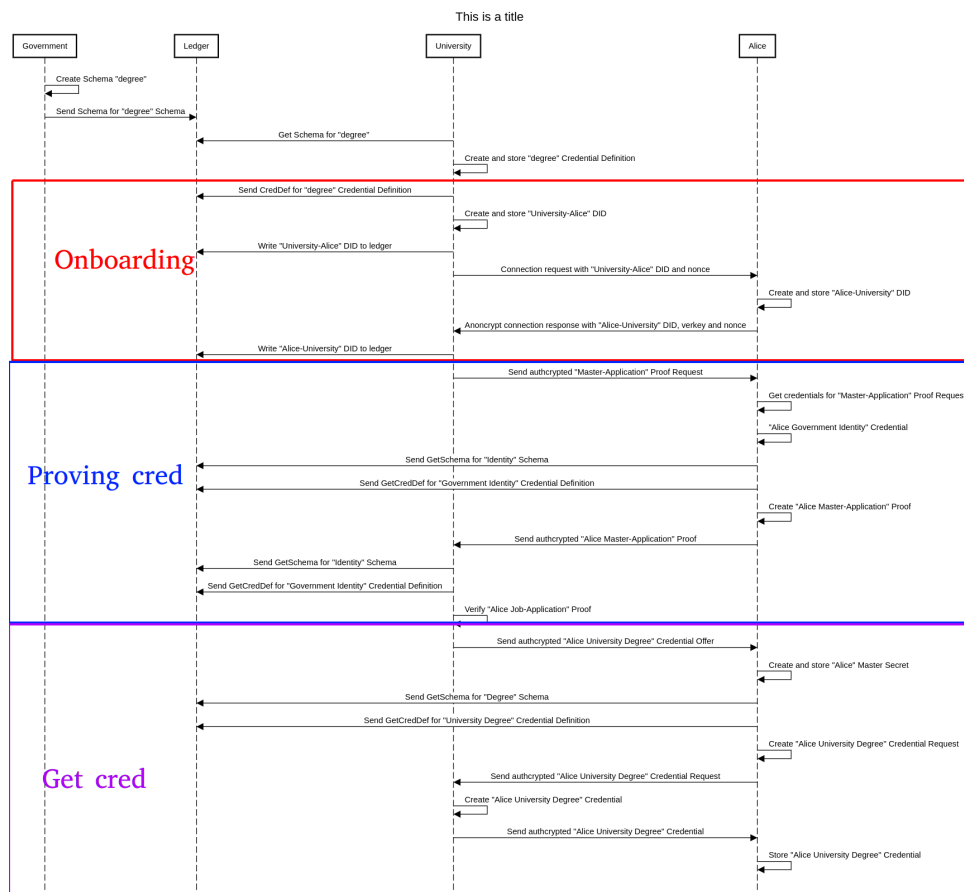 This is a title
Government
Ledger
University
Alice
Create Schema "degree"
Send Schema for "degree" Schema
Get Schema for "degree"
Create and store "degree" Credential Definition
Send CredDef for "degree" Credential Definition
Create and store "University-Alice" DID
Write "University-Alice" DID to ledger
Onboarding
Connection request with "University-Alice" DID and nonce
Create and store "Alice-University" DID
Anoncrypt connection response with "Alice-University" DID, verkey and nonce
Write "Alice-University" DID to ledger
Send authcrypted "Master-Application" Proof Request
Get credentials for "Master-Application" Proof Reques
"Alice Government Identity" Credential
Send GetSchema for "Identity" Schema
Proving cred
Send GetCredDef for "Government Identity" Credential Definition
Create "Alice Master-Application" Proof
Send authcrypted "Alice Master-Application" Proof
Send GetSchema for "Identity" Schema
Send GetCredDef for "Government Identity" Credential Definition
Verify "Alice Job-Application" Proof
Send authcrypted "Alice University Degree" Credential Offer
Create and store "Alice" Master Secret
Send GetSchema for "Degree" Schema
Send GetCredDef for "University Degree" Credential Definition
Create "Alice University Degree" Credential Request
Get cred
Send authcrypted "Alice University Degree" Credential Request
Create "Alice University Degree" Credential
Send authcrypted "Alice University Degree" Credential
Store "Alice University Degree" Credential